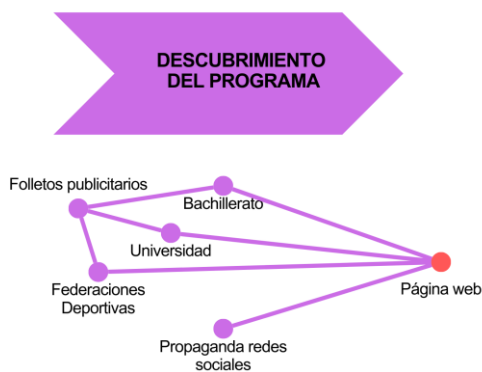 DESCUBRIMIENTO
DEL PROGRAMA
Folletos publicitarios
Bachillerato
Universidad
Federaciones
Deportivas
Página web
Propaganda redes
sociales